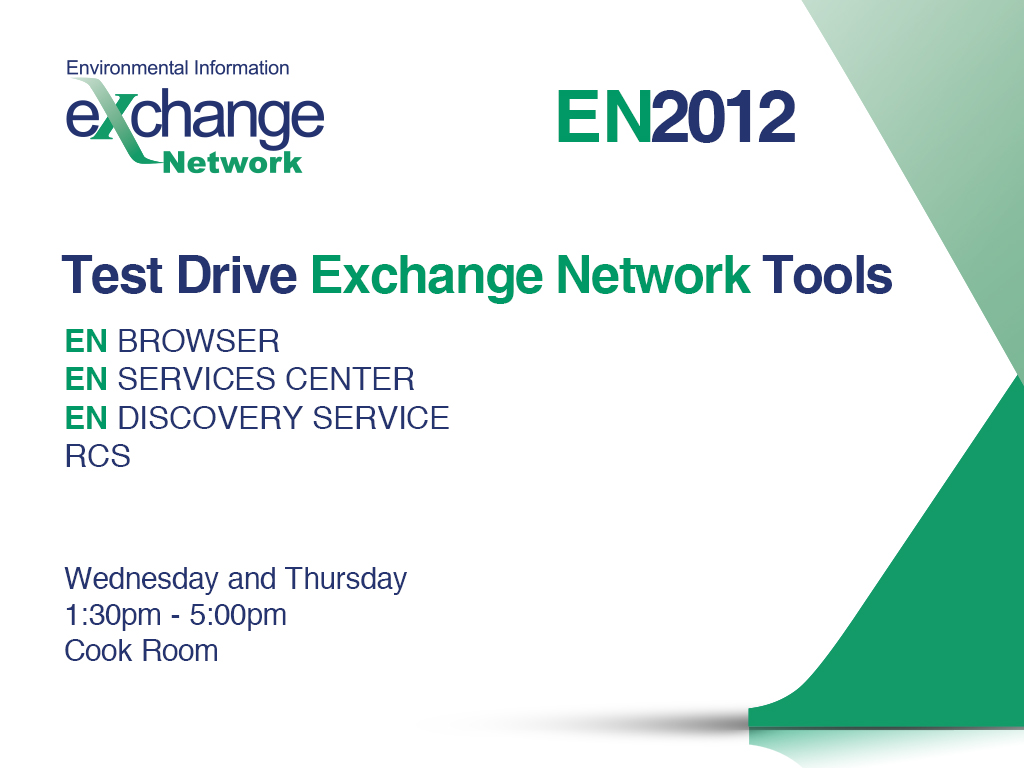 Environmental Information
eXchange
Network
EN2012
Test Drive Exchange Network Tools
EN BROWSER
EN SERVICES CENTER
EN DISCOVERY SERVICE
RCS
Wednesday and Thursday
1:30pm - 5:00pm
Cook Room